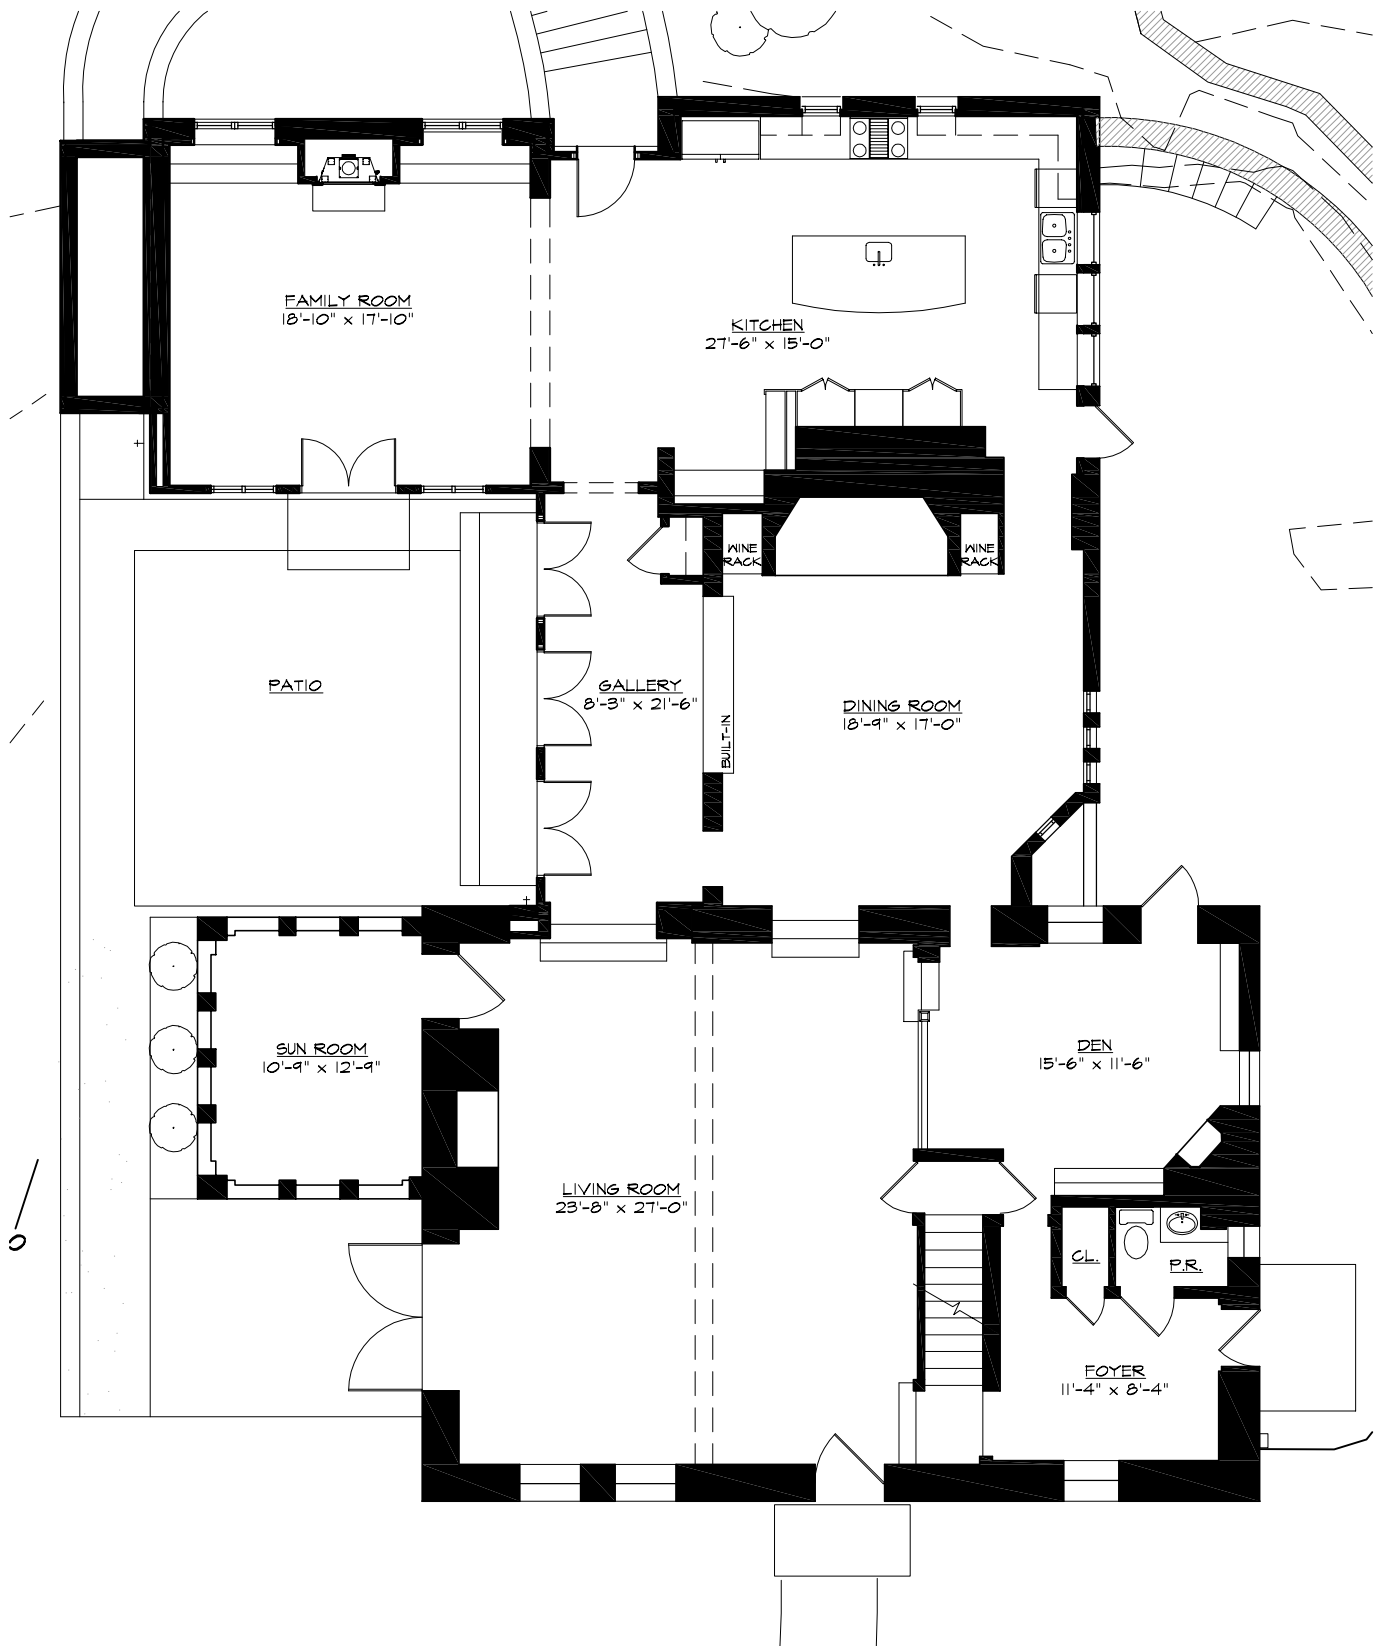 FAMILY ROOM
18'-10" x 17'-10"
KITCHEN
27'-6" x 15'-0"
WINE
RACK
WINE
RACK
PATIO
GALLERY
8'-3" x 21'-6"
BUILT-IN
DINING ROOM
18'-9" x 17'-0"
SUN ROOM
10'-9" x 12'-9"
DEN
15'-6" x 11'-6"
LIVING ROOM
23'-8" x 27'-0"
CL.
P.R.
FOYER
11'-4" x 8'-4"